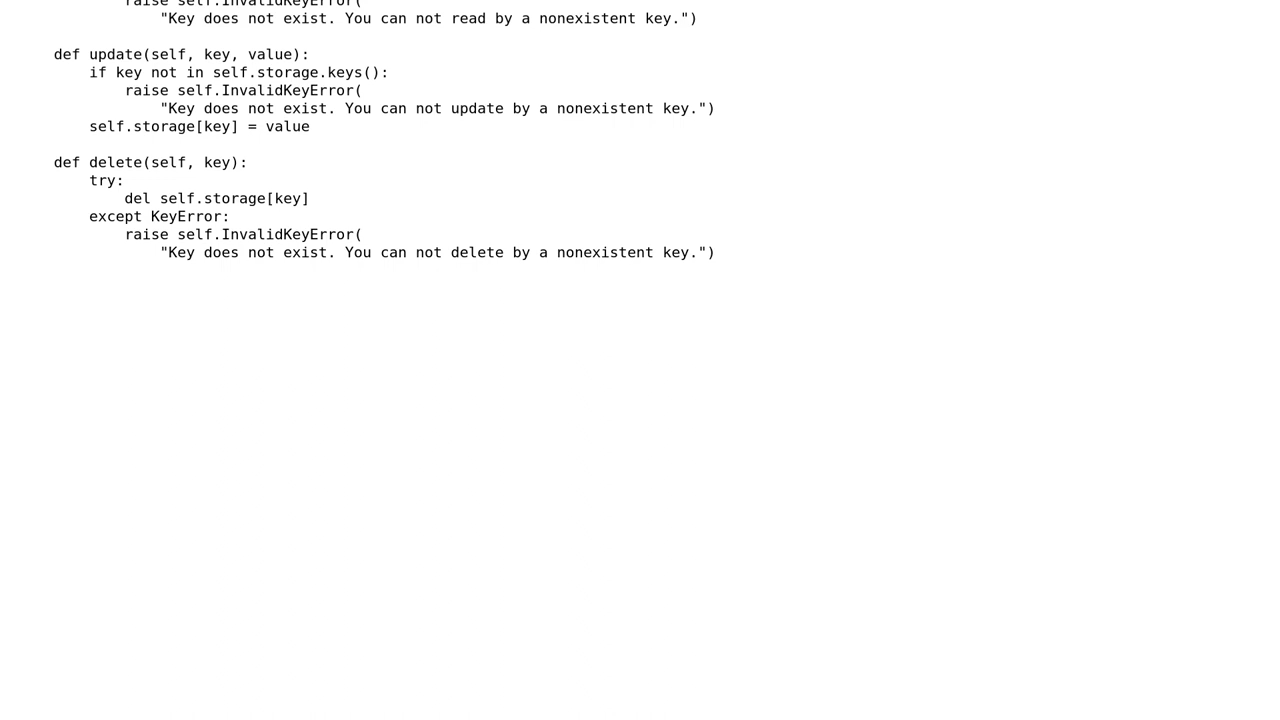 raise self.InvalidKeyError(
                "Key does not exist. You can not read by a nonexistent key.")

    def update(self, key, value):
        if key not in self.storage.keys():
            raise self.InvalidKeyError(
                "Key does not exist. You can not update by a nonexistent key.")
        self.storage[key] = value

    def delete(self, key):
        try:
            del self.storage[key]
        except KeyError:
            raise self.InvalidKeyError(
                "Key does not exist. You can not delete by a nonexistent key.")